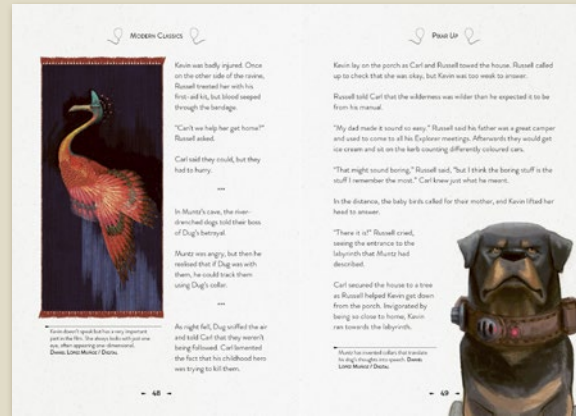 MODERN CLASSICS
Kevin was badly injured. Once
on the other side of the ravine,
Russell treated her with his
first-aid kit, but blood seeped
through the bandage.
"Can't we help her get home?"
Russell asked.
Carl said they could, but they
had to hurry.
***
In Muntz's cave, the river-
drenched dogs told their boss
of Dug's betrayal.
Muntz was angry, but then he
realised that if Dug was with
them, he could track them
using Dug's collar.
***
As night fell, Dug sniffed the air
and told Carl that they weren't
being followed. Carl lamented
the fact that his childhood hero
was trying to kill them.
Kevin doesn't speak but has a very important
part in the film. She always looks with just one
eye, often appearing one-dimensional.
DANIEL LÓPEZ MUÑOZ / DIGITAL
48
PIXAR UP
Kevin lay on the porch as Carl and Russell towed the house. Russell called
up to check that she was okay, but Kevin was too weak to answer.
Russell told Carl that the wilderness was wilder than he expected it to be
from his manual.
"My dad made it sound so easy." Russell said his father was a great camper
and used to come to all his Explorer meetings. Afterwards they would get
ice cream and sit on the kerb counting differently coloured cars.
"That might sound boring," Russell said, "but I think the boring stuff is the
stuff I remember the most." Carl knew just what he meant.
In the distance, the baby birds called for their mother, and Kevin lifted her
head to answer.
"There it is!" Russell cried,
seeing the entrance to the
labyrinth that Muntz had
described.
Carl secured the house to a tree
as Russell helped Kevin get down
from the porch. Invigorated by
being so close to home, Kevin
ran towards the labyrinth.
Muntz has invented collars that translate
his dog's thoughts into speech. DANIEL
LÓPEZ MUÑOZ / DIGITAL
49